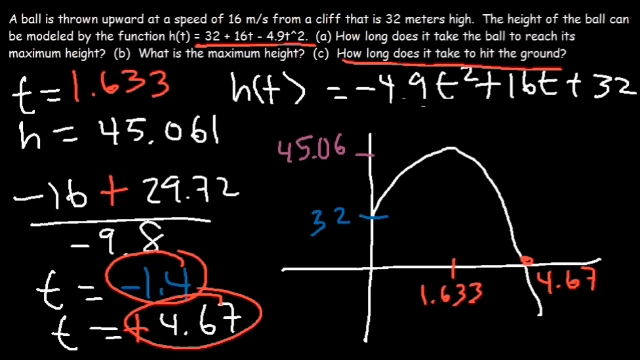 A ball is thrown upward at a speed of 16 m/s from a cliff that is 32 meters high. The height of the ball can
be modeled by the function h(t) = 32 + 16t - 4.9t^2. (a) How long does it take the ball to reach its
maximum height? (b) What is the maximum height? (c) How long does it take to hit the ground?
t = 1.633
h(t) = -4.9t² + 16t + 32
h = 45.061
45.06
-16 + 29.72
-9.8
32
t = -1.4
1.633
4.67
t = + 4.67